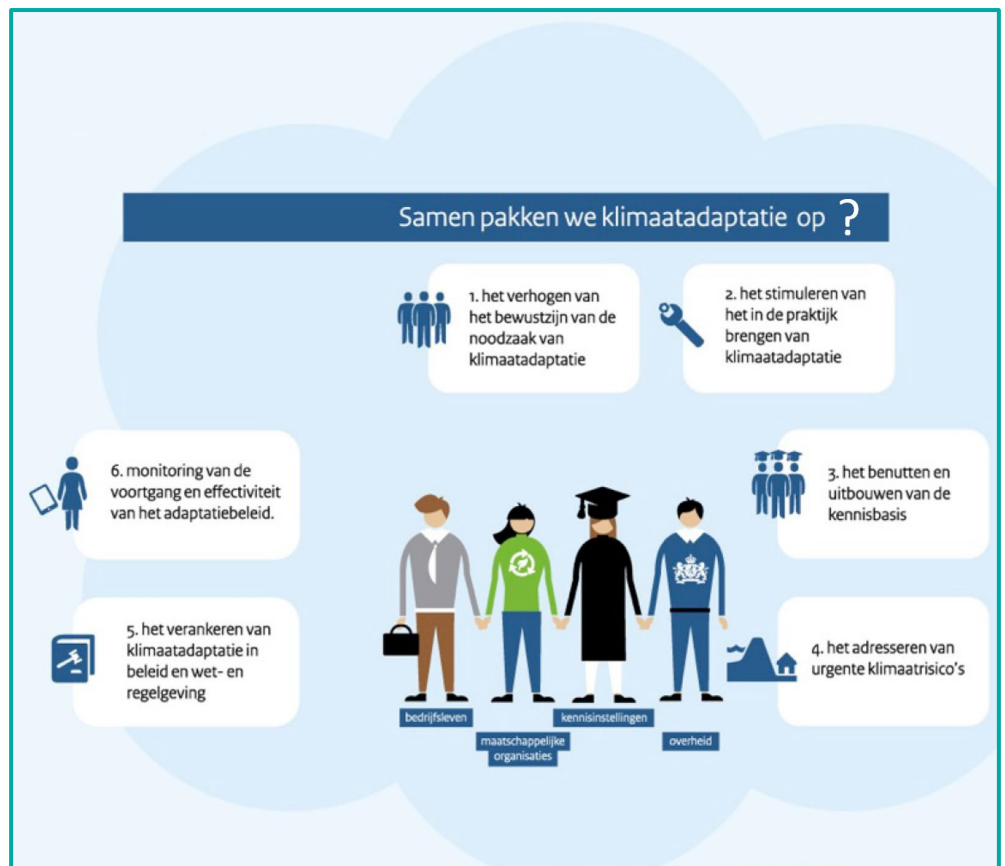 Samen pakken we klimaatadaptatie op ?
1. het verhogen van
het bewustzijn van de
noodzaak van
klimaatadaptatie
2. het stimuleren van
het in de praktijk
brengen van
klimaatadaptatie
3. het benutten en
uitbouwen van de
kennisbasis
4. het adresseren van
urgente klimaatrisico's
5. het verankeren van
klimaatadaptatie in
beleid en wet- en
regelgeving
6. monitoring van de
voortgang en effectiviteit
van het adaptatiebeleid.
bedrijfsleven
maatschappelijke
organisaties
kennisinstellingen
overheid